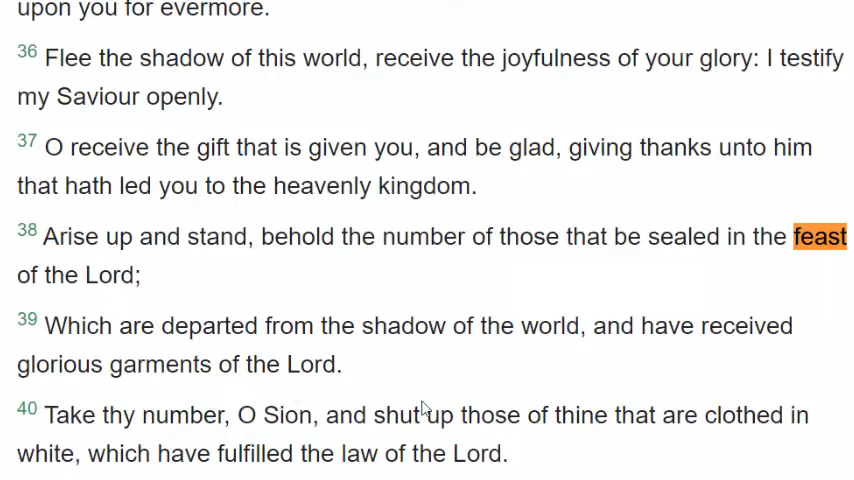 upon you for evermore.
36 Flee the shadow of this world, receive the joyfulness of your glory: I testify
my Saviour openly.
37 O receive the gift that is given you, and be glad, giving thanks unto him
that hath led you to the heavenly kingdom.
38 Arise up and stand, behold the number of those that be sealed in the feast
of the Lord;
39 Which are departed from the shadow of the world, and have received
glorious garments of the Lord.
40 Take thy number, O Sion, and shut up those of thine that are clothed in
white, which have fulfilled the law of the Lord.